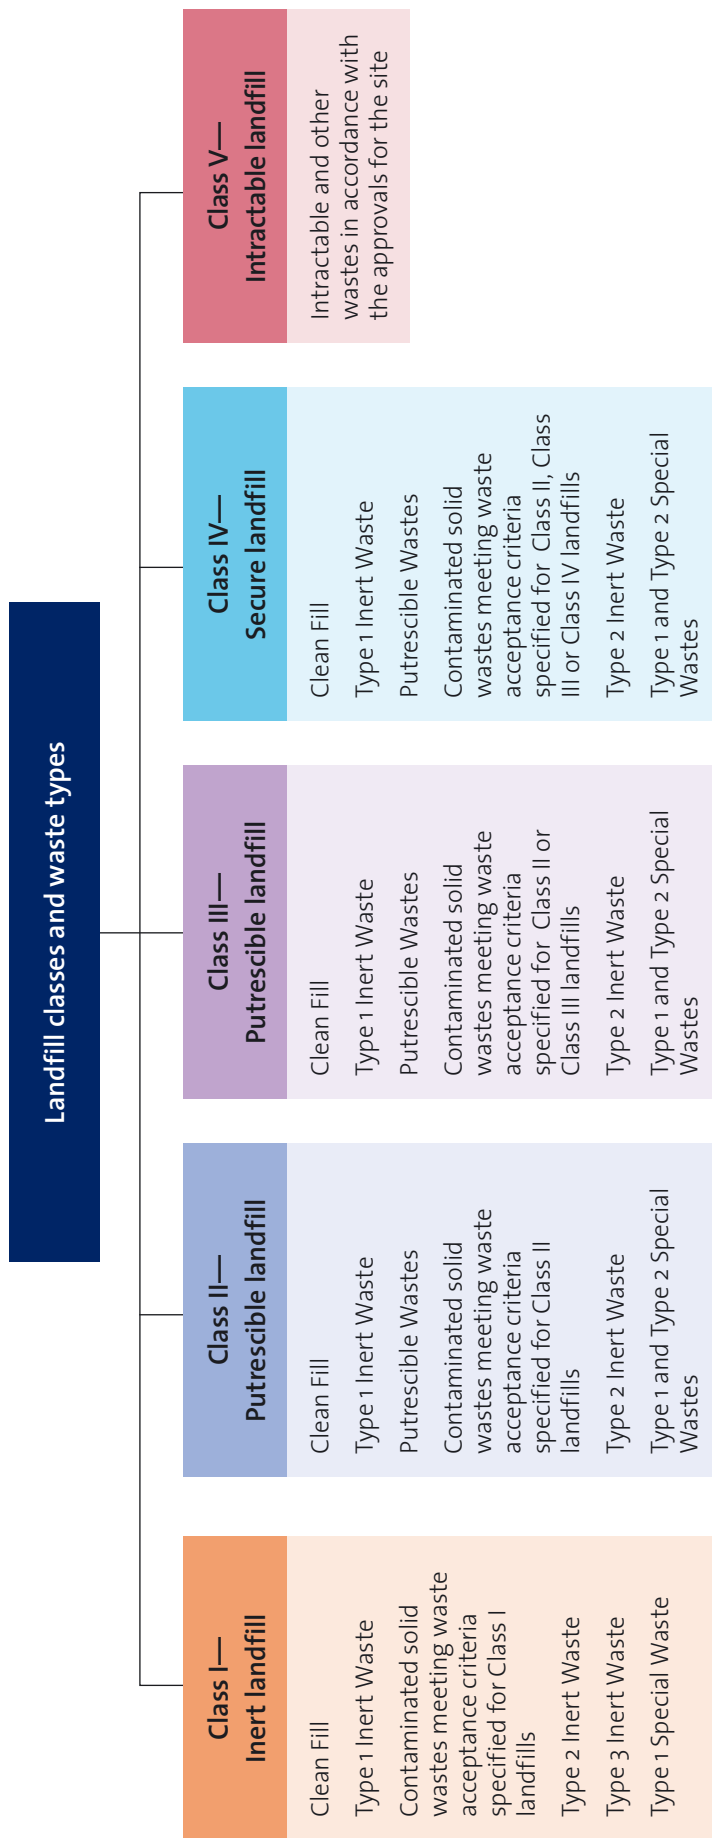 Landfill classes and waste types
Class I—
Inert landfill
Clean Fill
Type 1 Inert Waste
Contaminated solid
wastes meeting waste
acceptance criteria
specified for Class I
landfills
Type 2 Inert Waste
Type 3 Inert Waste
Type 1 Special Waste
Class II—
Putrescible landfill
Clean Fill
Type 1 Inert Waste
Putrescible Wastes
Contaminated solid
wastes meeting waste
acceptance criteria
specified for Class II
landfills
Type 2 Inert Waste
Type 1 and Type 2 Special
Wastes
Class III—
Putrescible landfill
Clean Fill
Type 1 Inert Waste
Putrescible Wastes
Contaminated solid
wastes meeting waste
acceptance criteria
specified for Class II or
Class III landfills
Type 2 Inert Waste
Type 1 and Type 2 Special
Wastes
Class IV—
Secure landfill
Clean Fill
Type 1 Inert Waste
Putrescible Wastes
Contaminated solid
wastes meeting waste
acceptance criteria
specified for Class II, Class
III or Class IV landfills
Type 2 Inert Waste
Type 1 and Type 2 Special
Wastes
Class V—
Intractable landfill
Intractable and other
wastes in accordance with
the approvals for the site